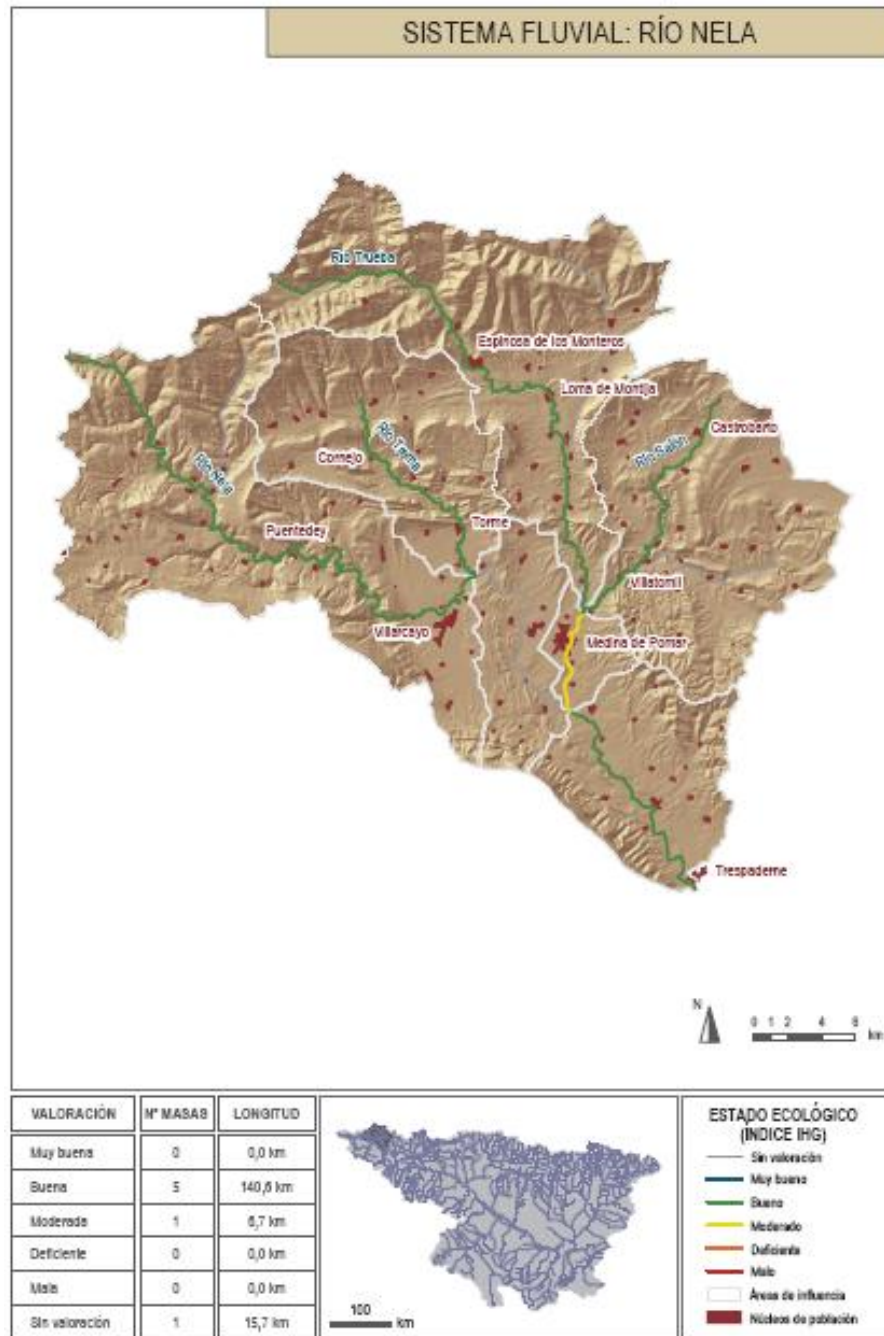 SISTEMA FLUVIAL: RÍO NELA
Río Trueba
Espinosa de los Monteros
Loma de Montija
Castrobarto
Río Salón
Río Trema
Cornejo
Río Nela
Torme
Puentedey
Villatomil
Villarcayo
Medina de Pomar
Trespaderne
N
0 1 2 4 6
km
VALORACIÓN Nº MASAS LONGITUD
Muy buena 0 0,0 km
Buena 5 140,6 km
Moderada 1 6,7 km
Deficiente 0 0,0 km
Mala 0 0,0 km
Sin valoración 1 15,7 km
100
km
ESTADO ECOLÓGICO
(ÍNDICE IHG)
Sin valoración
Muy bueno
Bueno
Moderado
Deficiente
Malo
Áreas de influencia
Núcleos de población